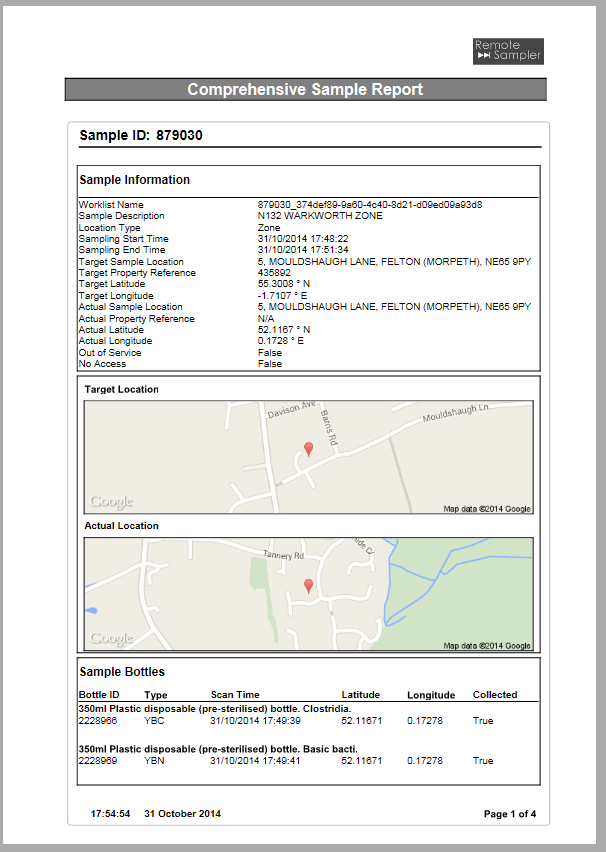 Remote
Sampler
Comprehensive Sample Report
Sample ID: 879030
Sample Information
Worklist Name 879030_374def89-9a60-4c40-8d21-d09ed09a93d8
Sample Description N132 WARKWORTH ZONE
Location Type Zone
Sampling Start Time 31/10/2014 17:48:22
Sampling End Time 31/10/2014 17:51:34
Target Sample Location 5, MOULDSHAUGH LANE, FELTON (MORPETH), NE65 9PY
Target Property Reference 435892
Target Latitude 55.3008 ° N
Target Longitude -1.7107 ° E
Actual Sample Location 5, MOULDSHAUGH LANE, FELTON (MORPETH), NE65 9PY
Actual Property Reference N/A
Actual Latitude 52.1167 ° N
Actual Longitude 0.1728 ° E
Out of Service False
No Access False
Target Location
Davison Ave
Barns Rd
Mouldshaugh Ln
Google
Map data ©2014 Google
Actual Location
Tannery Rd
Google
Map data ©2014 Google
Sample Bottles
Bottle ID Type Scan Time Latitude Longitude Collected
350ml Plastic disposable (pre-sterilised) bottle. Clostridia.
2228966 YBC 31/10/2014 17:49:39 52.11671 0.17278 True
350ml Plastic disposable (pre-sterilised) bottle. Basic bacti.
2228969 YBN 31/10/2014 17:49:41 52.11671 0.17278 True
17:54:54 31 October 2014 Page 1 of 4